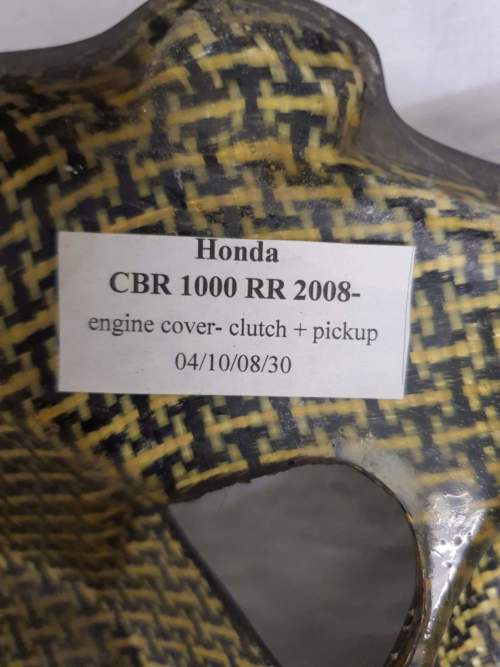 Honda
CBR 1000 RR 2008-
engine cover- clutch + pickup
04/10/08/30